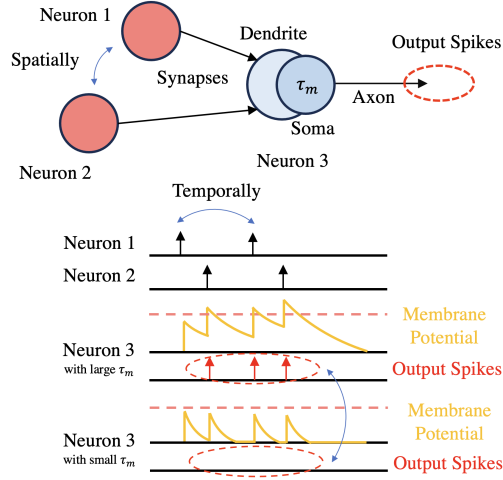 Neuron 1
Dendrite
Output Spikes
Spatially
Synapses
τm
Axon
Soma
Neuron 2
Neuron 3
Temporally
Neuron 1
Neuron 2
Membrane
Potential
Neuron 3
with large τm
Output Spikes
Membrane
Potential
Neuron 3
with small τm
Output Spikes